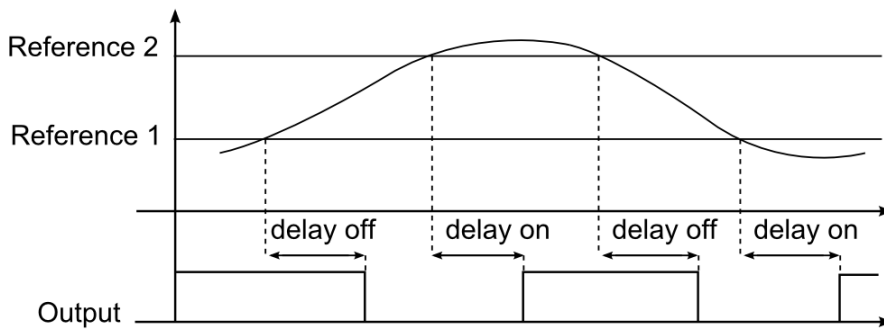 Reference 2
Reference 1
delay off
delay on
delay off
delay on
Output